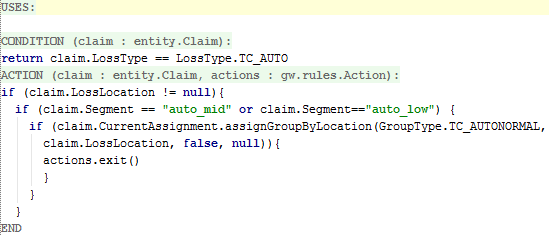 USES:
CONDITION (claim : entity.Claim):
return claim.LossType == LossType.TC_AUTO
ACTION (claim : entity.Claim, actions : gw.rules.Action):
if (claim.LossLocation != null){
if (claim.Segment == "auto_mid" or claim.Segment=="auto_low") {
if (claim.CurrentAssignment.assignGroupByLocation(GroupType.TC_AUTONORMAL,
claim.LossLocation, false, null)){
actions.exit()
}
}
}
END